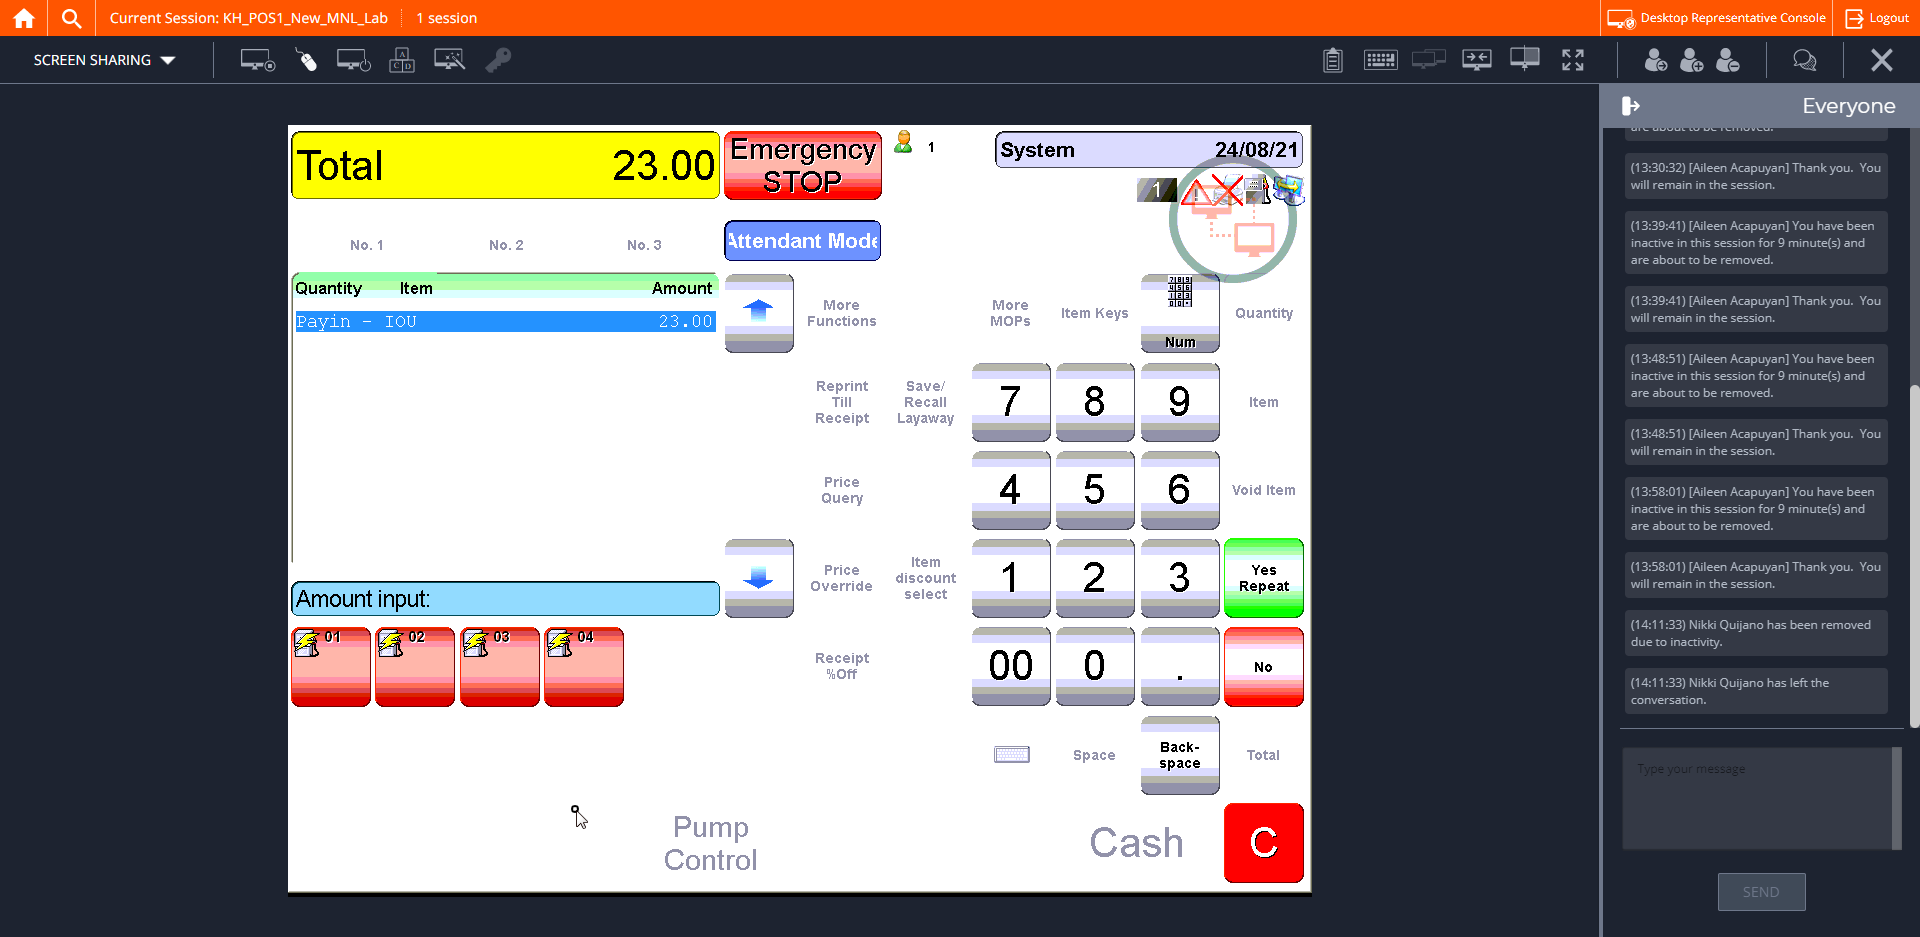 Current Session: KH_POS1_New_MNL_Lab
1 session
Desktop Representative Console
Logout
SCREEN SHARING
Everyone
Total 23.00
Emergency
STOP
1
System 24/08/21
1
Attendant Mode
No. 1 No. 2 No. 3
Quantity Item Amount
Payin - IOU 23.00
More
Functions
More
MOPs
Item Keys
Num
Quantity
Reprint
Till
Receipt
Save/
Recall
Layaway
7 8 9
Item
Price
Query
4 5 6
Void Item
Price
Override
Item
discount
select
1 2 3
Yes
Repeat
Amount input:
01 02 03 04
Receipt
%Off
00 0 .
No
Space
Back-
space
Total
Pump
Control
Cash
C
are about to be removed.
(13:30:32) [Aileen Acapuyan] Thank you. You
will remain in the session.
(13:39:41) [Aileen Acapuyan] You have been
inactive in this session for 9 minute(s) and
are about to be removed.
(13:39:41) [Aileen Acapuyan] Thank you. You
will remain in the session.
(13:48:51) [Aileen Acapuyan] You have been
inactive in this session for 9 minute(s) and
are about to be removed.
(13:48:51) [Aileen Acapuyan] Thank you. You
will remain in the session.
(13:58:01) [Aileen Acapuyan] You have been
inactive in this session for 9 minute(s) and
are about to be removed.
(13:58:01) [Aileen Acapuyan] Thank you. You
will remain in the session.
(14:11:33) Nikki Quijano has been removed
due to inactivity.
(14:11:33) Nikki Quijano has left the
conversation.
Type your message
SEND